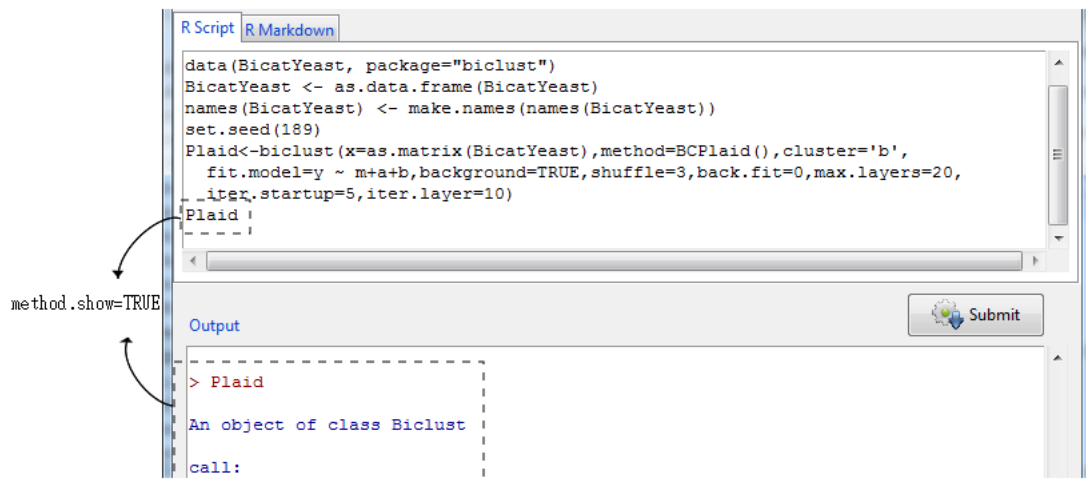 R Script R Markdown
data(BicatYeast, package="biclust")
BicatYeast <- as.data.frame(BicatYeast)
names(BicatYeast) <- make.names(names(BicatYeast))
set.seed(189)
Plaid<-biclust(x=as.matrix(BicatYeast),method=BCPlaid(),cluster='b',
  fit.model=y ~ m+a+b,background=TRUE,shuffle=3,back.fit=0,max.layers=20,
  iter.startup=5,iter.layer=10)
Plaid
method.show=TRUE
Submit
Output
> Plaid
An object of class Biclust
call: